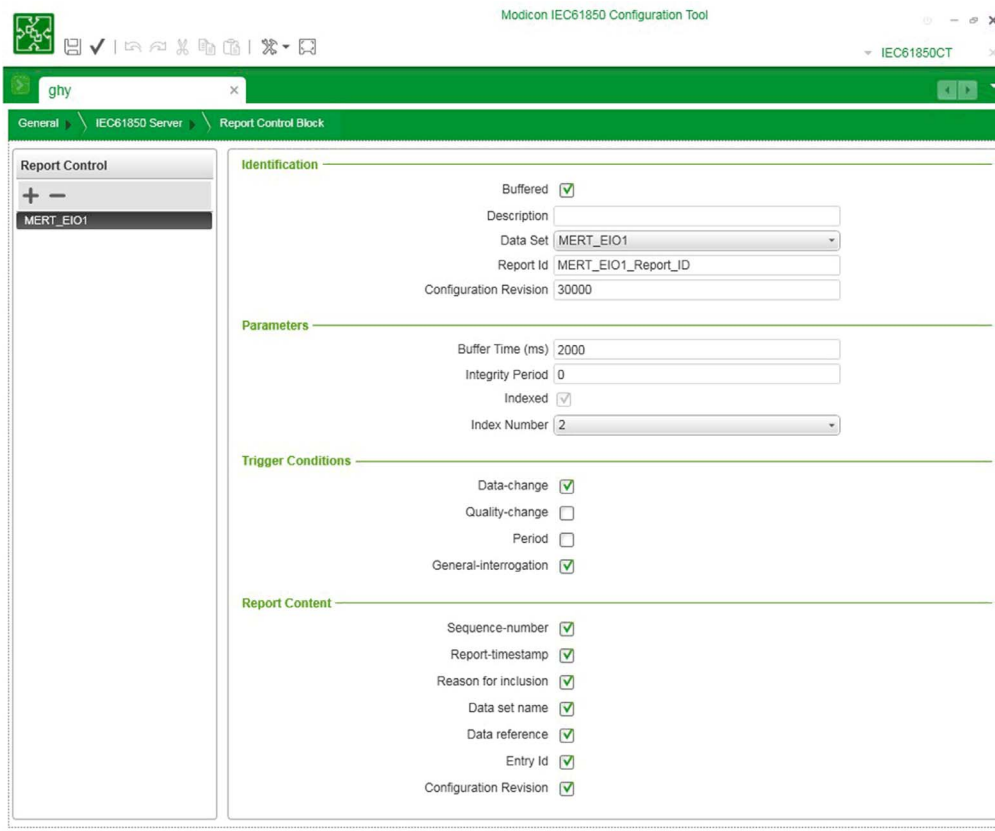 Modicon IEC61850 Configuration Tool
IEC61850CT
ghy
General
IEC61850 Server
Report Control Block
Report Control
MERT_EIO1
Identification
Buffered
Description
Data Set MERT_EIO1
Report Id MERT_EIO1_Report_ID
Configuration Revision 30000
Parameters
Buffer Time (ms) 2000
Integrity Period 0
Indexed
Index Number 2
Trigger Conditions
Data-change
Quality-change
Period
General-interrogation
Report Content
Sequence-number
Report-timestamp
Reason for inclusion
Data set name
Data reference
Entry Id
Configuration Revision